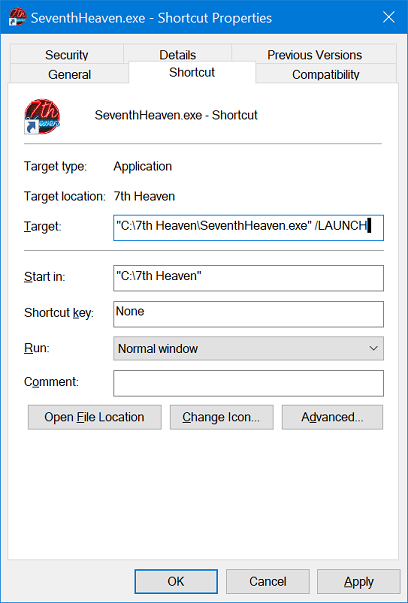 SeventhHeaven.exe - Shortcut Properties
Security Details Previous Versions
General Shortcut Compatibility
7th
Heaven
SeventhHeaven.exe - Shortcut
Target type: Application
Target location: 7th Heaven
Target: "C:\7th Heaven\SeventhHeaven.exe" /LAUNCH
Start in: "C:\7th Heaven"
Shortcut key: None
Run: Normal window
Comment:
Open File Location Change Icon... Advanced...
OK Cancel Apply